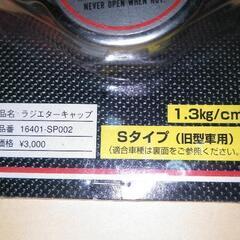 NEVER OPEN WHEN HOT.
品名 ラジエターキャップ
品番 16401-SP002
価格 ¥3,000
1.3kg/cm
Sタイプ(旧型車用)
(適合車種は裏面をご参照ください。)